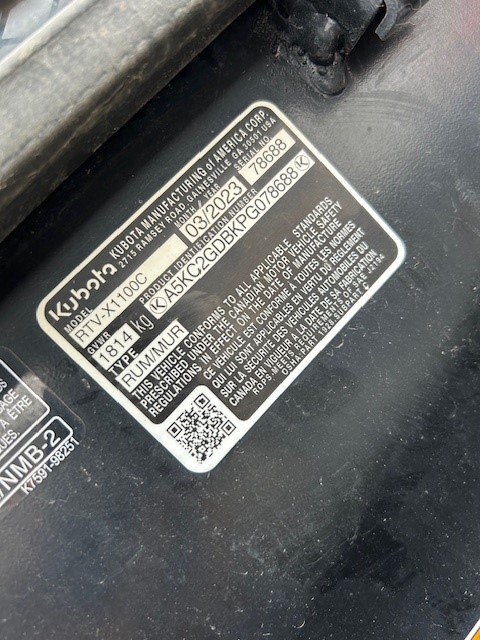 Kubota
KUBOTA MANUFACTURING of AMERICA CORP.
2715 RAMSEY ROAD, GAINESVILLE GA 30501 USA
MODEL
RTV-X1100C
MONTH / YEAR
03/2023
SERIAL NO.
78688
GVWR
1814 kg
PRODUCT IDENTIFICATION NUMBER
A5KC2GDBKPG078688
TYPE
RUM/MUR
THIS VEHICLE CONFORMS TO ALL APPLICABLE STANDARDS
PRESCRIBED UNDER THE CANADIAN MOTOR VEHICLE SAFETY
REGULATIONS IN EFFECT ON THE DATE OF MANUFACTURE
CE VÉHICULE EST CONFORME À TOUTES LES NORMES
QUI LUI SONT APPLICABLES EN VERTU DU RÈGLEMENT
SUR LA SÉCURITÉ DES VÉHICULES AUTOMOBILES DU
CANADA EN VIGUEUR À LA DATE DE SA FABRICATION
ROPS MEETS REQUIREMENTS OF SAE J2194
OSHA PART 1928 SUBPART C
/NMB-2
K7591-98251